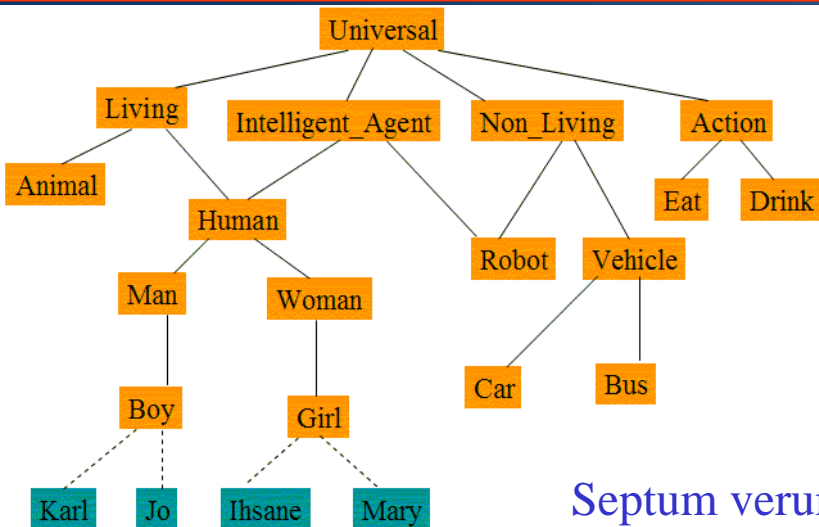 Universal
Living Intelligent_Agent Non_Living Action
Animal Eat Drink
Human
Robot Vehicle
Man Woman
Car Bus
Boy Girl
Karl Jo Ihsane Mary
Septum